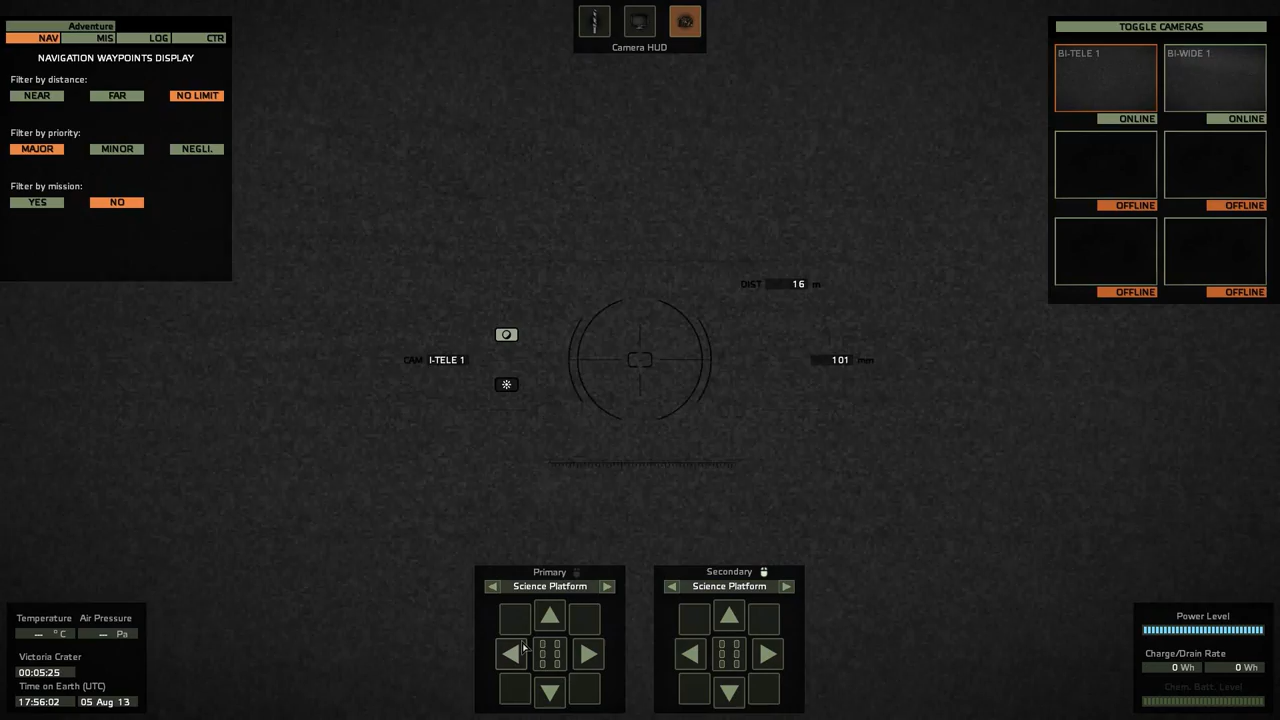 Adventure
NAV MIS LOG CTR
NAVIGATION WAYPOINTS DISPLAY
Filter by distance:
NEAR FAR NO LIMIT
Filter by priority:
MAJOR MINOR NEGLI.
Filter by mission:
YES NO
Camera HUD
TOGGLE CAMERAS
BI-TELE 1 BI-WIDE 1
ONLINE ONLINE
OFFLINE OFFLINE
OFFLINE OFFLINE
DIST 16 m
CAM I-TELE 1
101 mm
Primary
Science Platform
Secondary
Science Platform
Temperature Air Pressure
-- °C -- Pa
Victoria Crater
00:05:25
Time on Earth (UTC)
17:56:02 05 Aug 13
Power Level
Charge/Drain Rate
0 Wh 0 Wh
Chem. Batt. Level